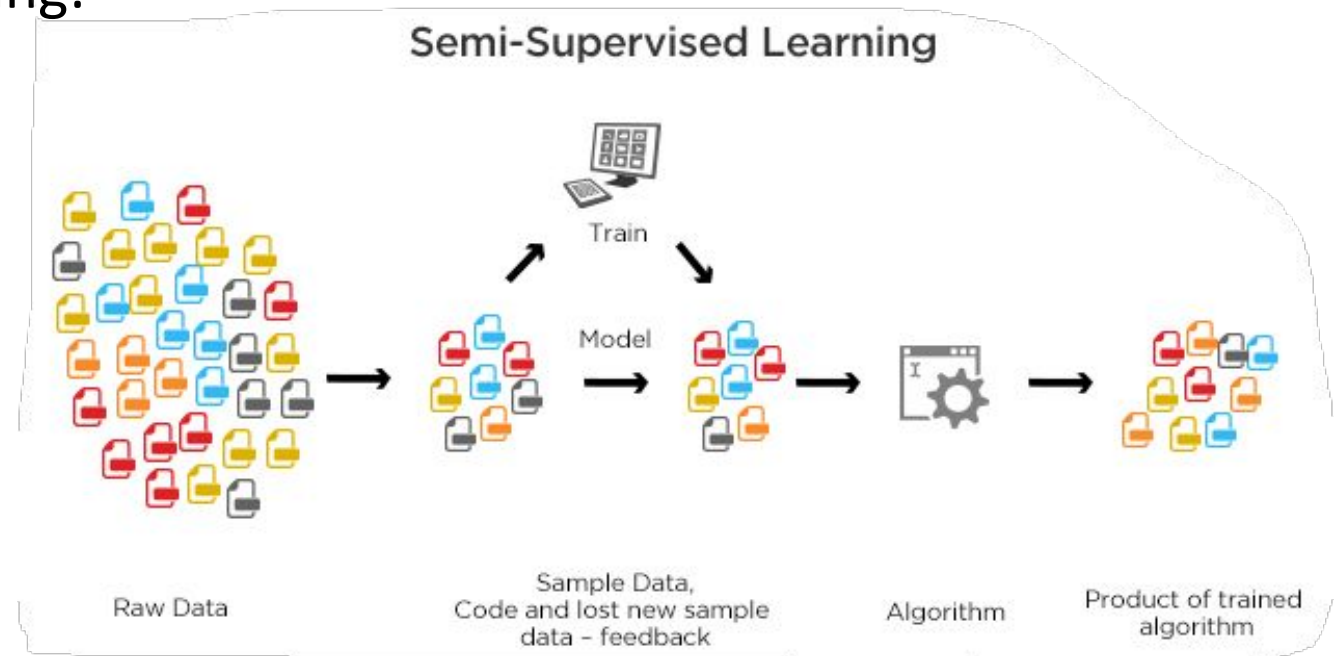 ng?
Semi-Supervised Learning
Train
Model
Raw Data
Sample Data,
Code and lost new sample
data – feedback
Algorithm
Product of trained
algorithm